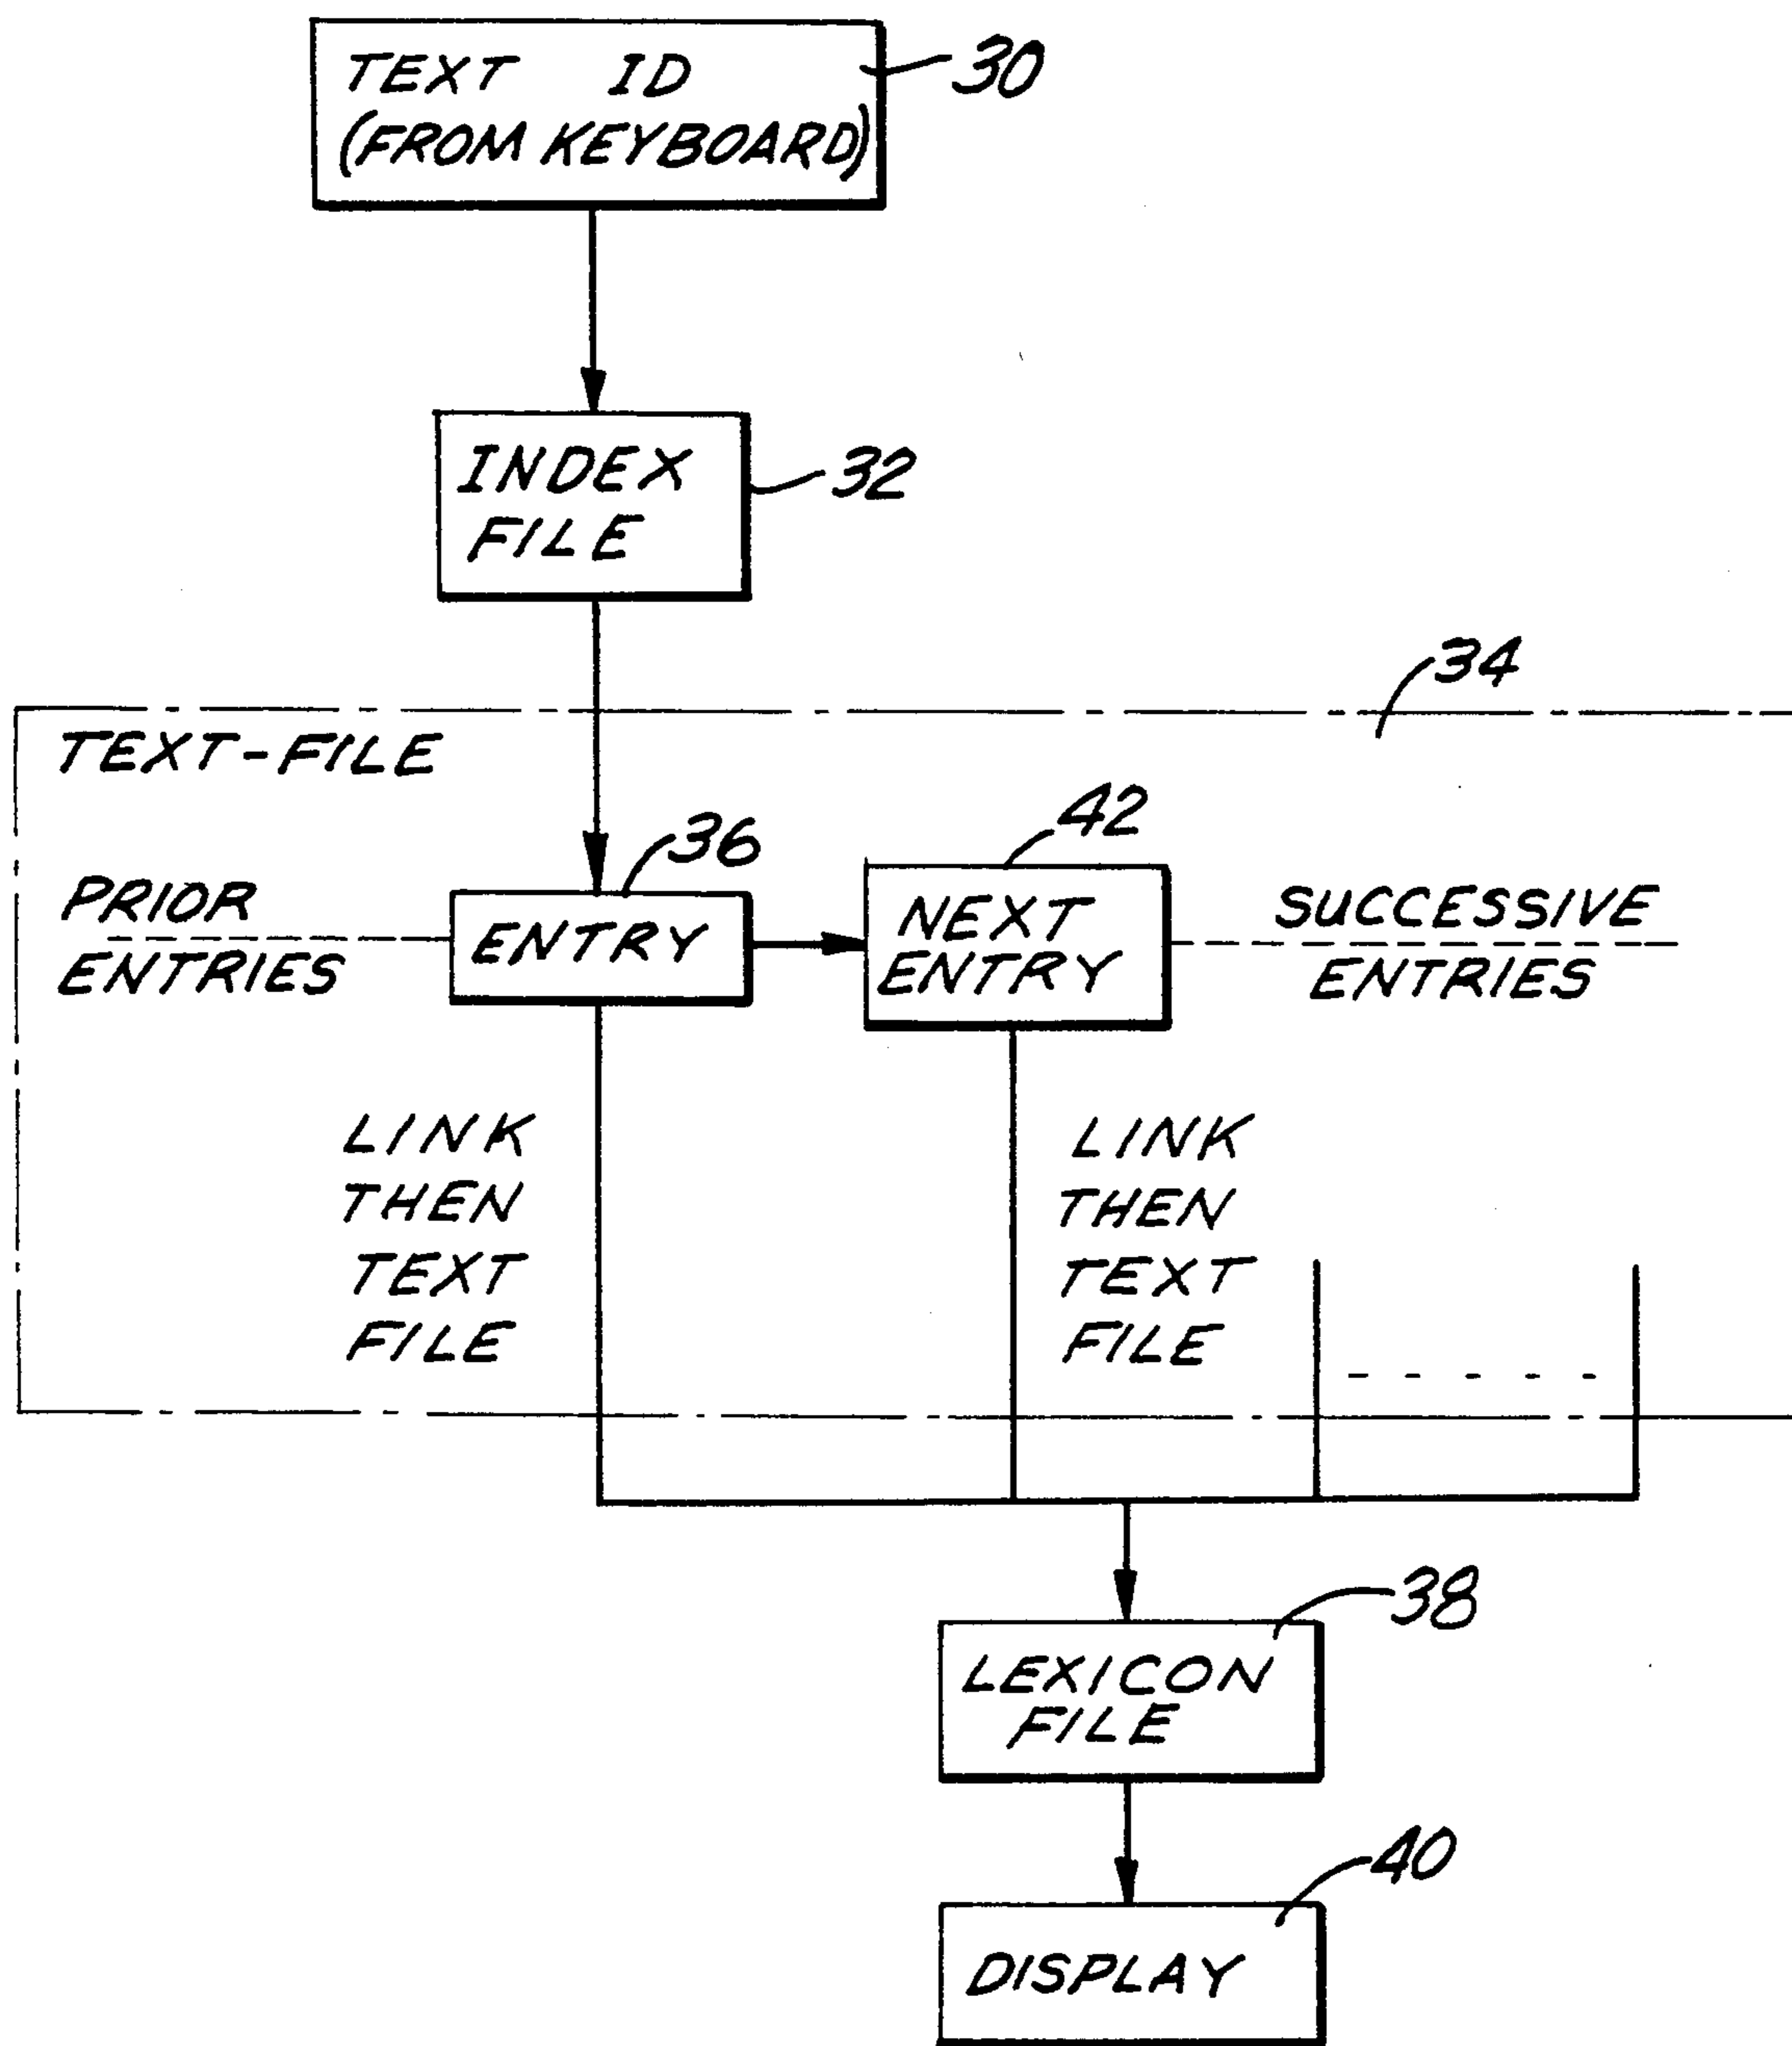 TEXT ID
(FROM KEYBOARD)
30
INDEX
FILE
32
34
TEXT-FILE
36
42
PRIOR
ENTRIES
ENTRY
NEXT
ENTRY
SUCCESSIVE
ENTRIES
LINK
THEN
TEXT
FILE
LINK
THEN
TEXT
FILE
38
LEXICON
FILE
40
DISPLAY